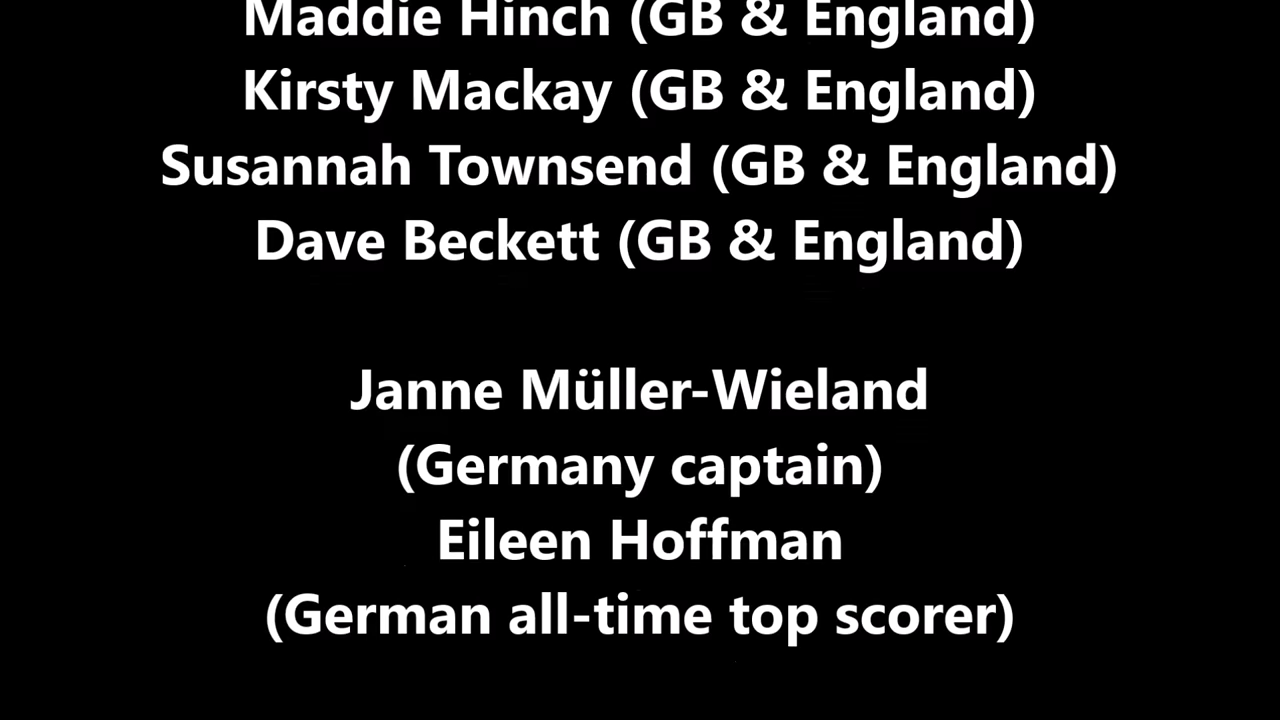 Maddie Hinch (GB & England)
Kirsty Mackay (GB & England)
Susannah Townsend (GB & England)
Dave Beckett (GB & England)
Janne Müller-Wieland
(Germany captain)
Eileen Hoffman
(German all-time top scorer)